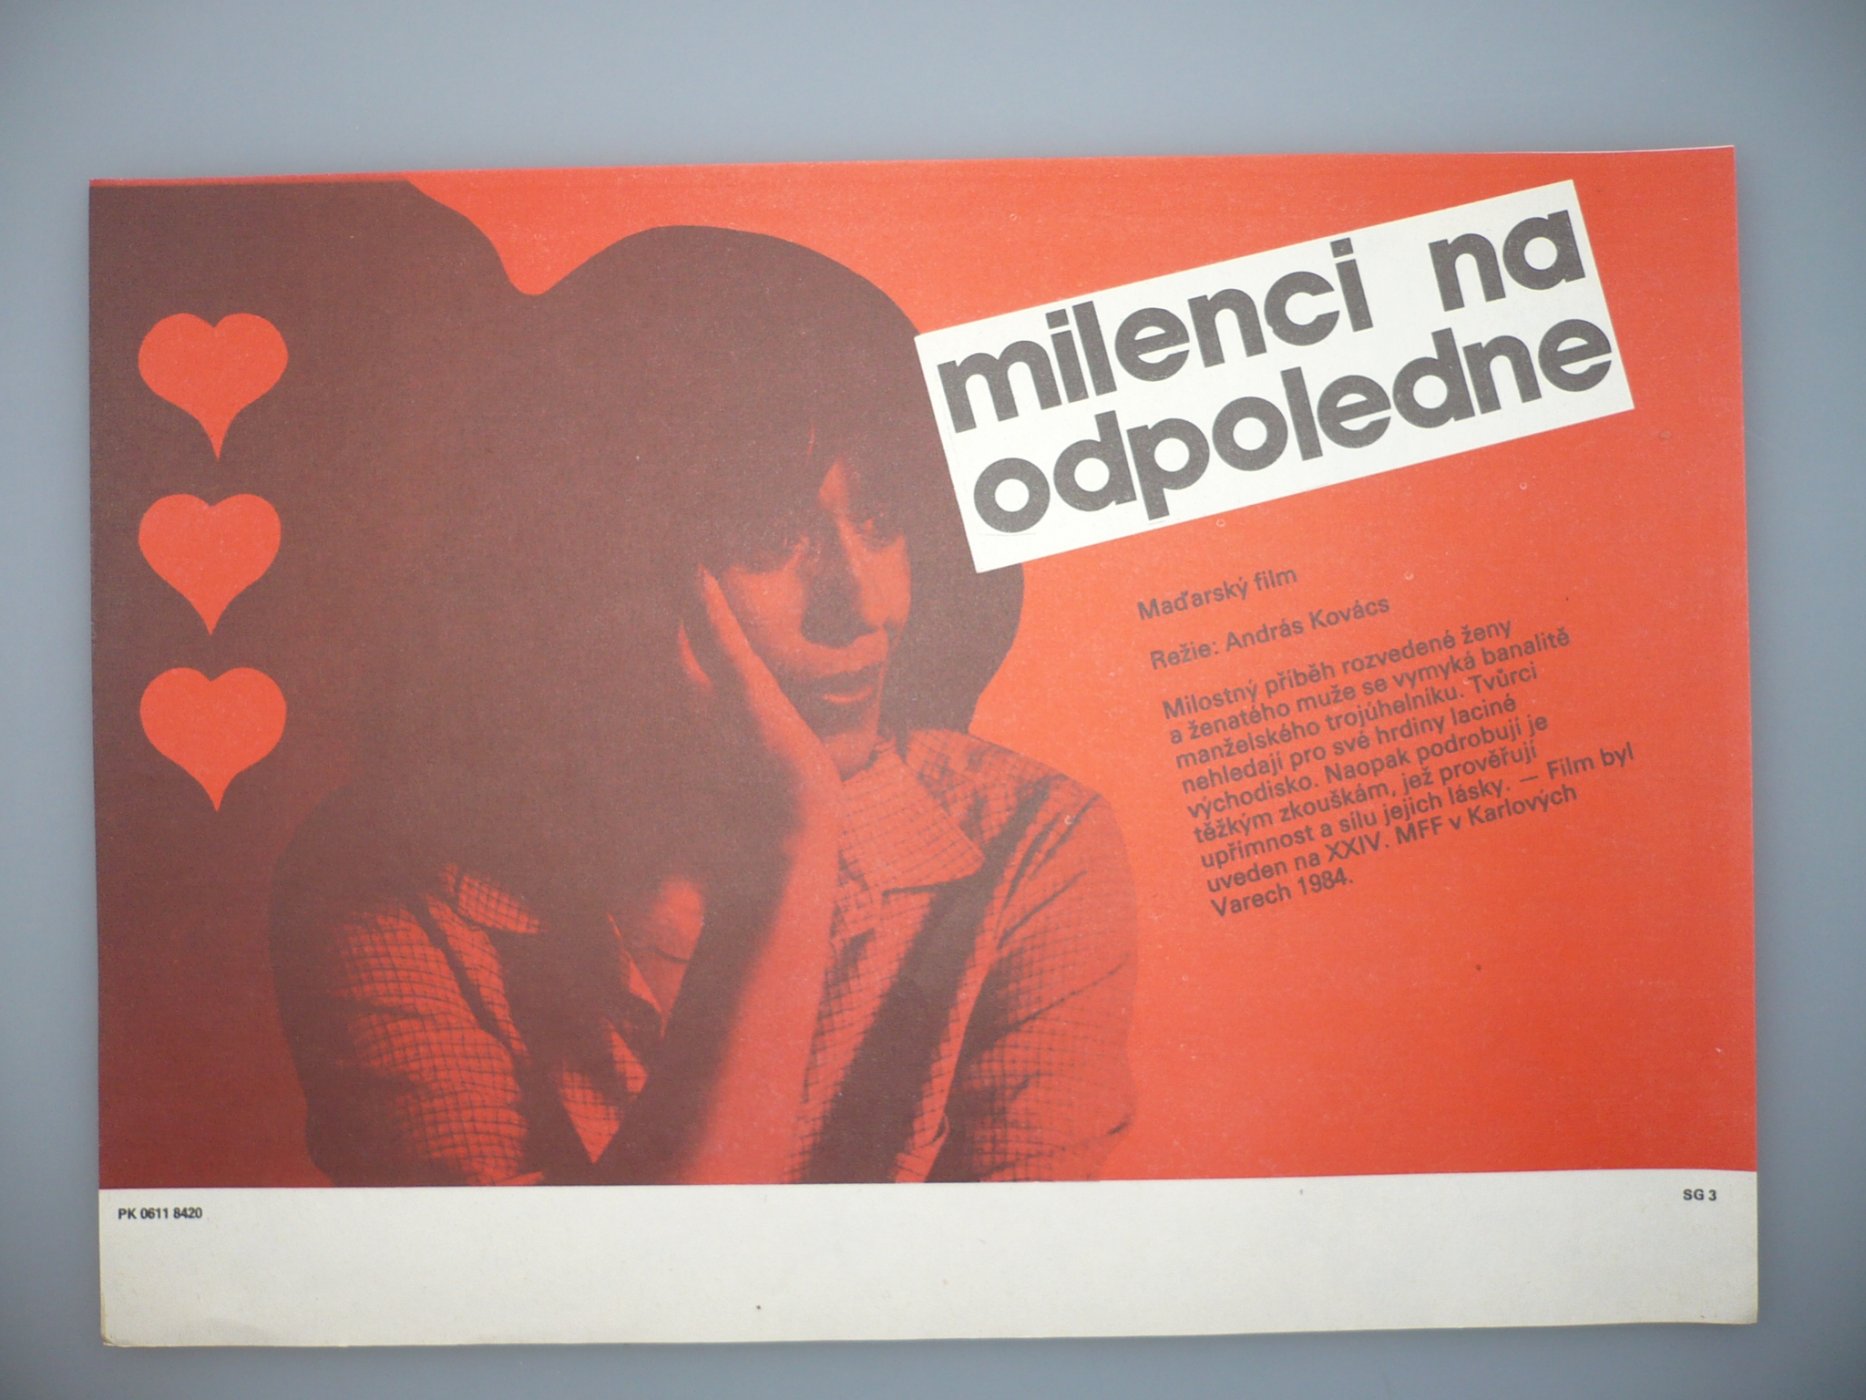 milenci na
odpoledne
Maďarský film
Režie: András Kovács
Milostný příběh rozvedené ženy
a ženatého muže se vymyká banalitě
manželského trojúhelníku. Tvůrci
nehledají pro své hrdiny laciné
východisko. Naopak podrobují je
těžkým zkouškám, jež prověřují
upřímnost a sílu jejich lásky. — Film byl
uveden na XXIV. MFF v Karlových
Varech 1984.
PK 0611 8420
SG 3